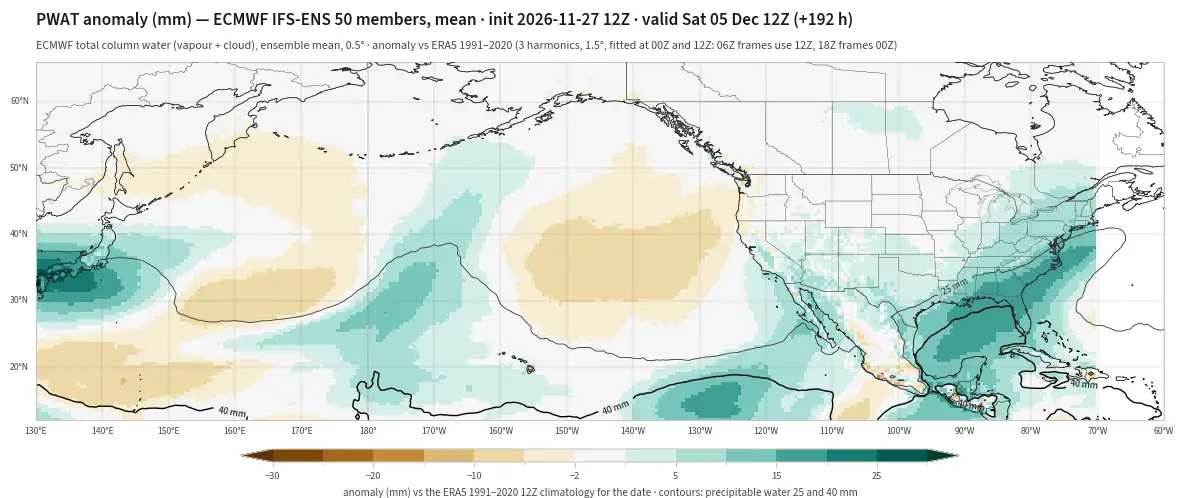 PWAT anomaly (mm) — ECMWF IFS-ENS 50 members, mean · init 2026-11-27 12Z · valid Sat 05 Dec 12Z (+192 h)
ECMWF total column water (vapour + cloud), ensemble mean, 0.5° · anomaly vs ERA5 1991–2020 (3 harmonics, 1.5°, fitted at 00Z and 12Z: 06Z frames use 12Z, 18Z frames 00Z)
60°N
50°N
40°N
30°N
20°N
25 mm
40 mm
40 mm
40 mm
40 mm
130°E 140°E 150°E 160°E 170°E 180° 170°W 160°W 150°W 140°W 130°W 120°W 110°W 100°W 90°W 80°W 70°W 60°W
−30 −20 −10 −2 5 15 25
anomaly (mm) vs the ERA5 1991–2020 12Z climatology for the date · contours: precipitable water 25 and 40 mm